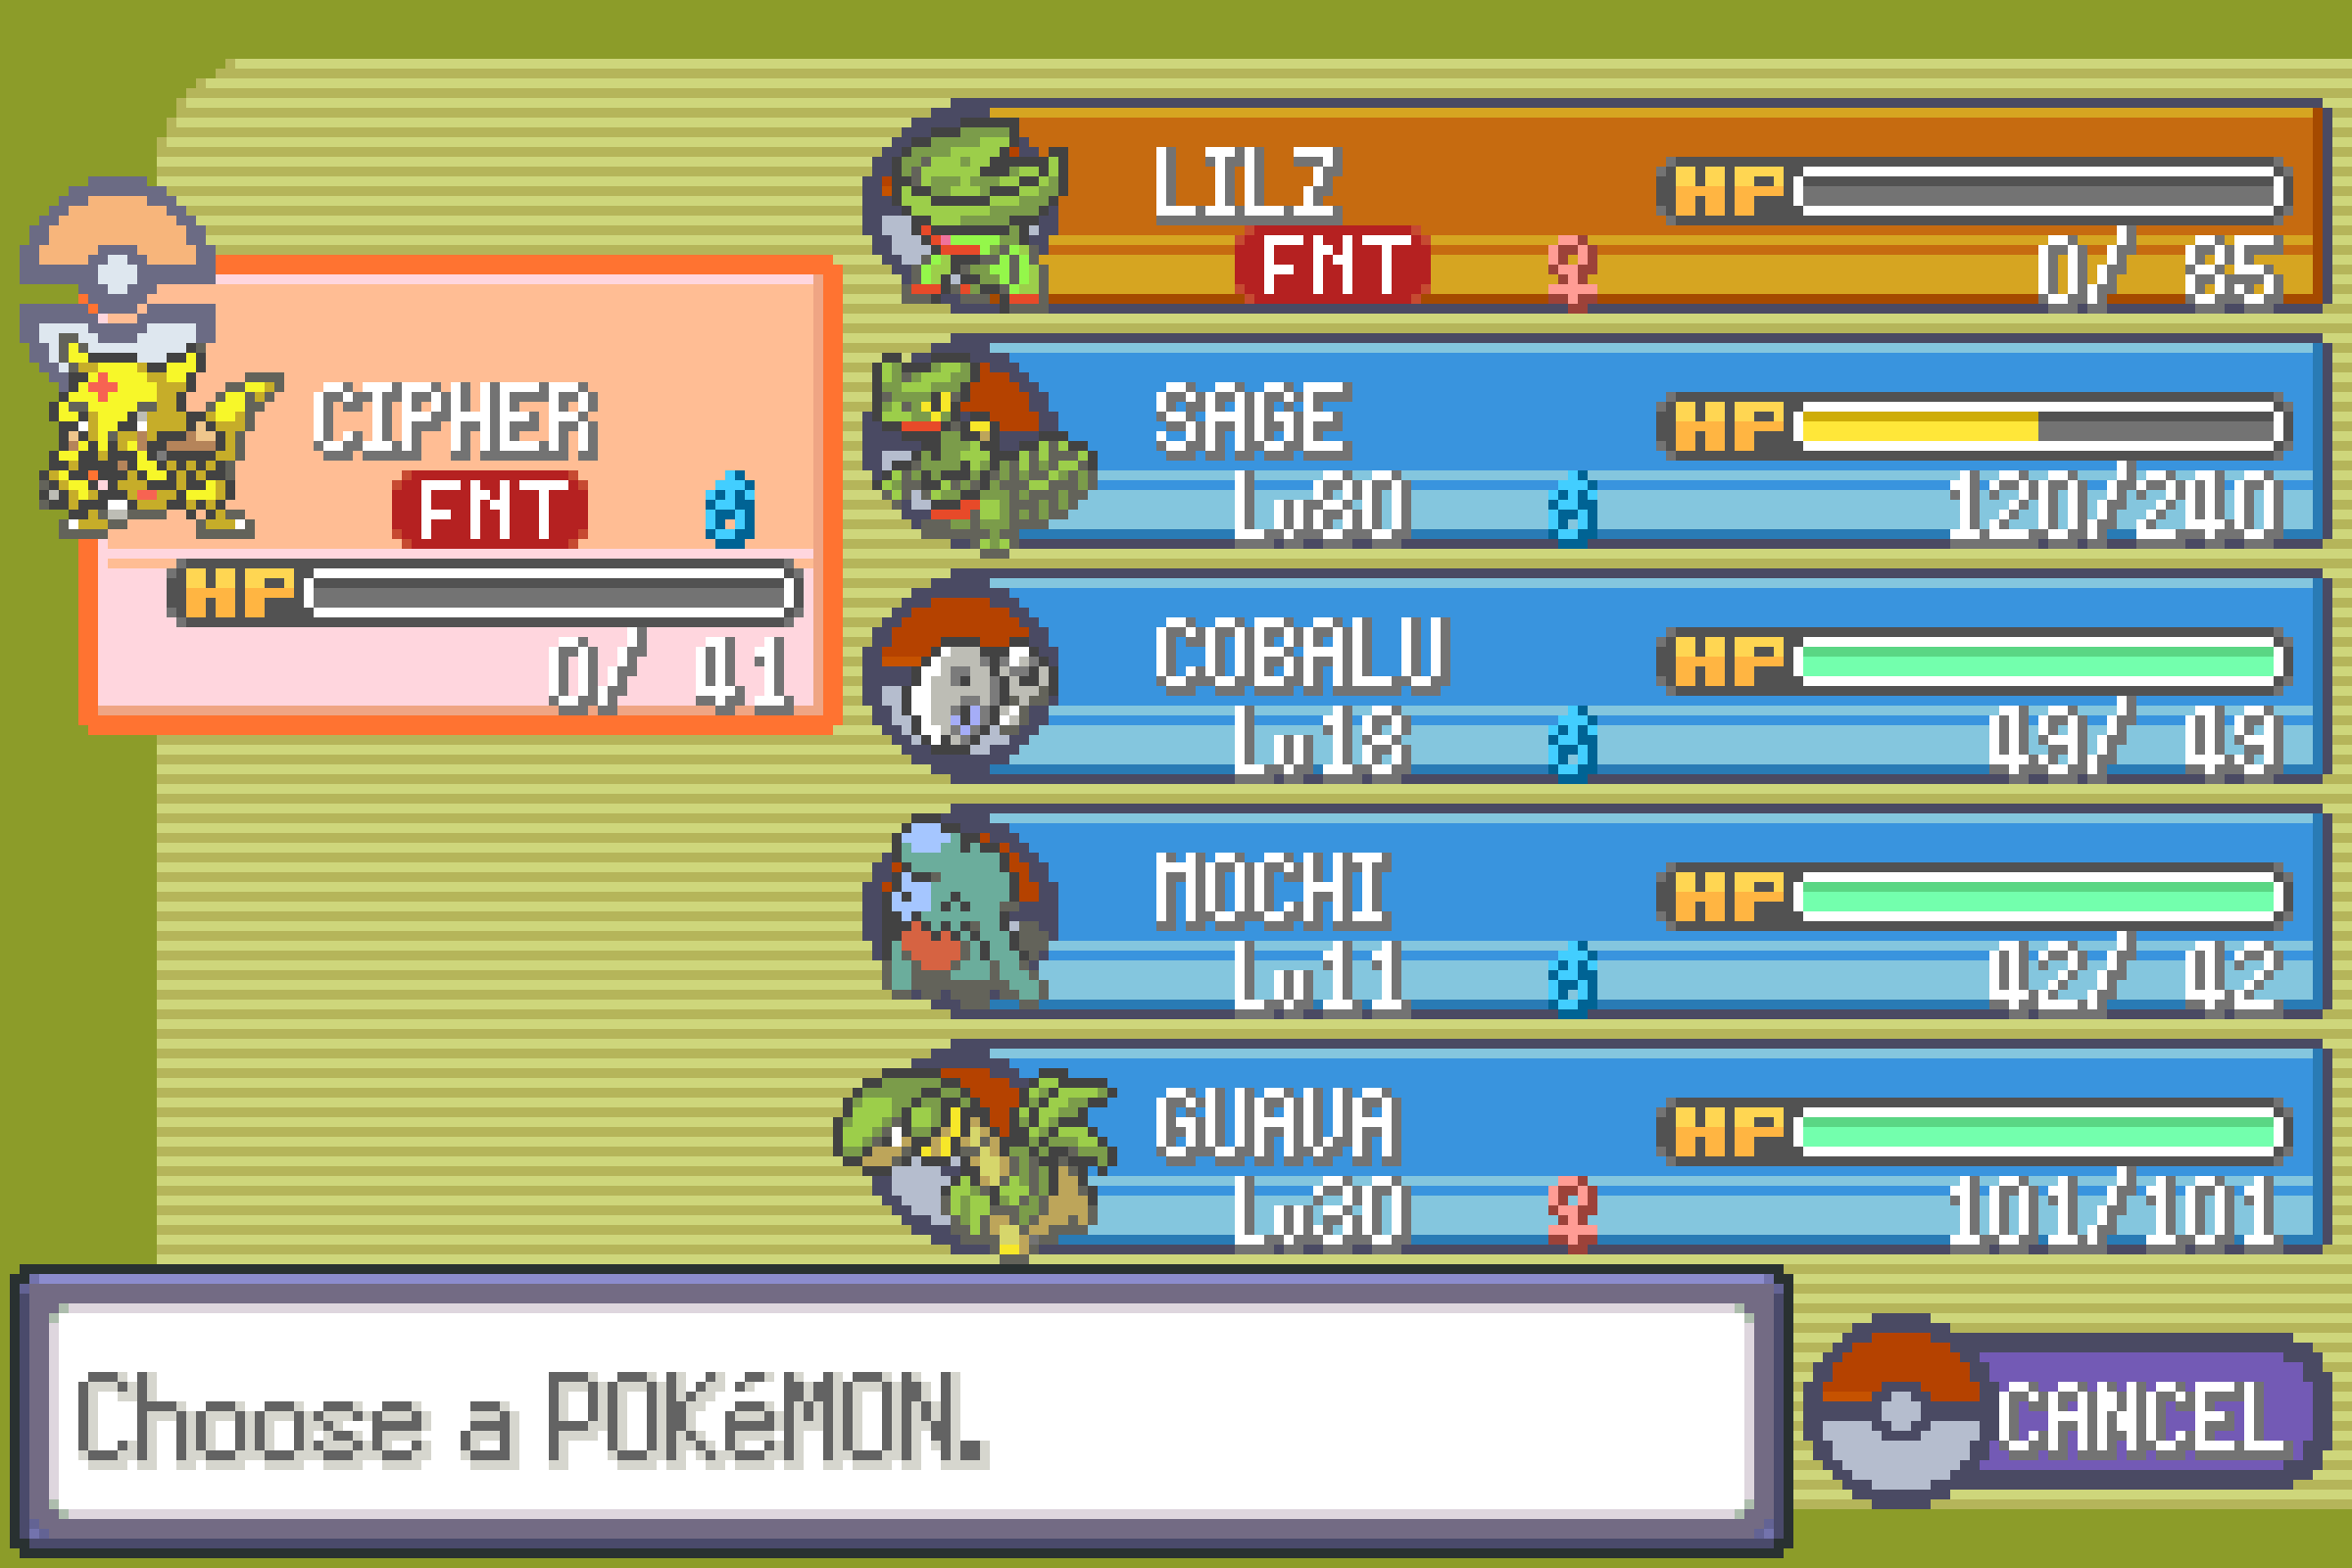 CIPHER
FNT ♂
HP
0/ 41
LILZ HP
FNT ♀ 0/ 85
SAGE HP
Lv80 ♂ 120/240
COBALU HP
Lv18 ♂ 49/ 49
MOCHI HP
Lv11 ♂ 42/ 42
GUAVA HP
Lv30 ♀ 101/101
Choose a POKéMON.
CANCEL